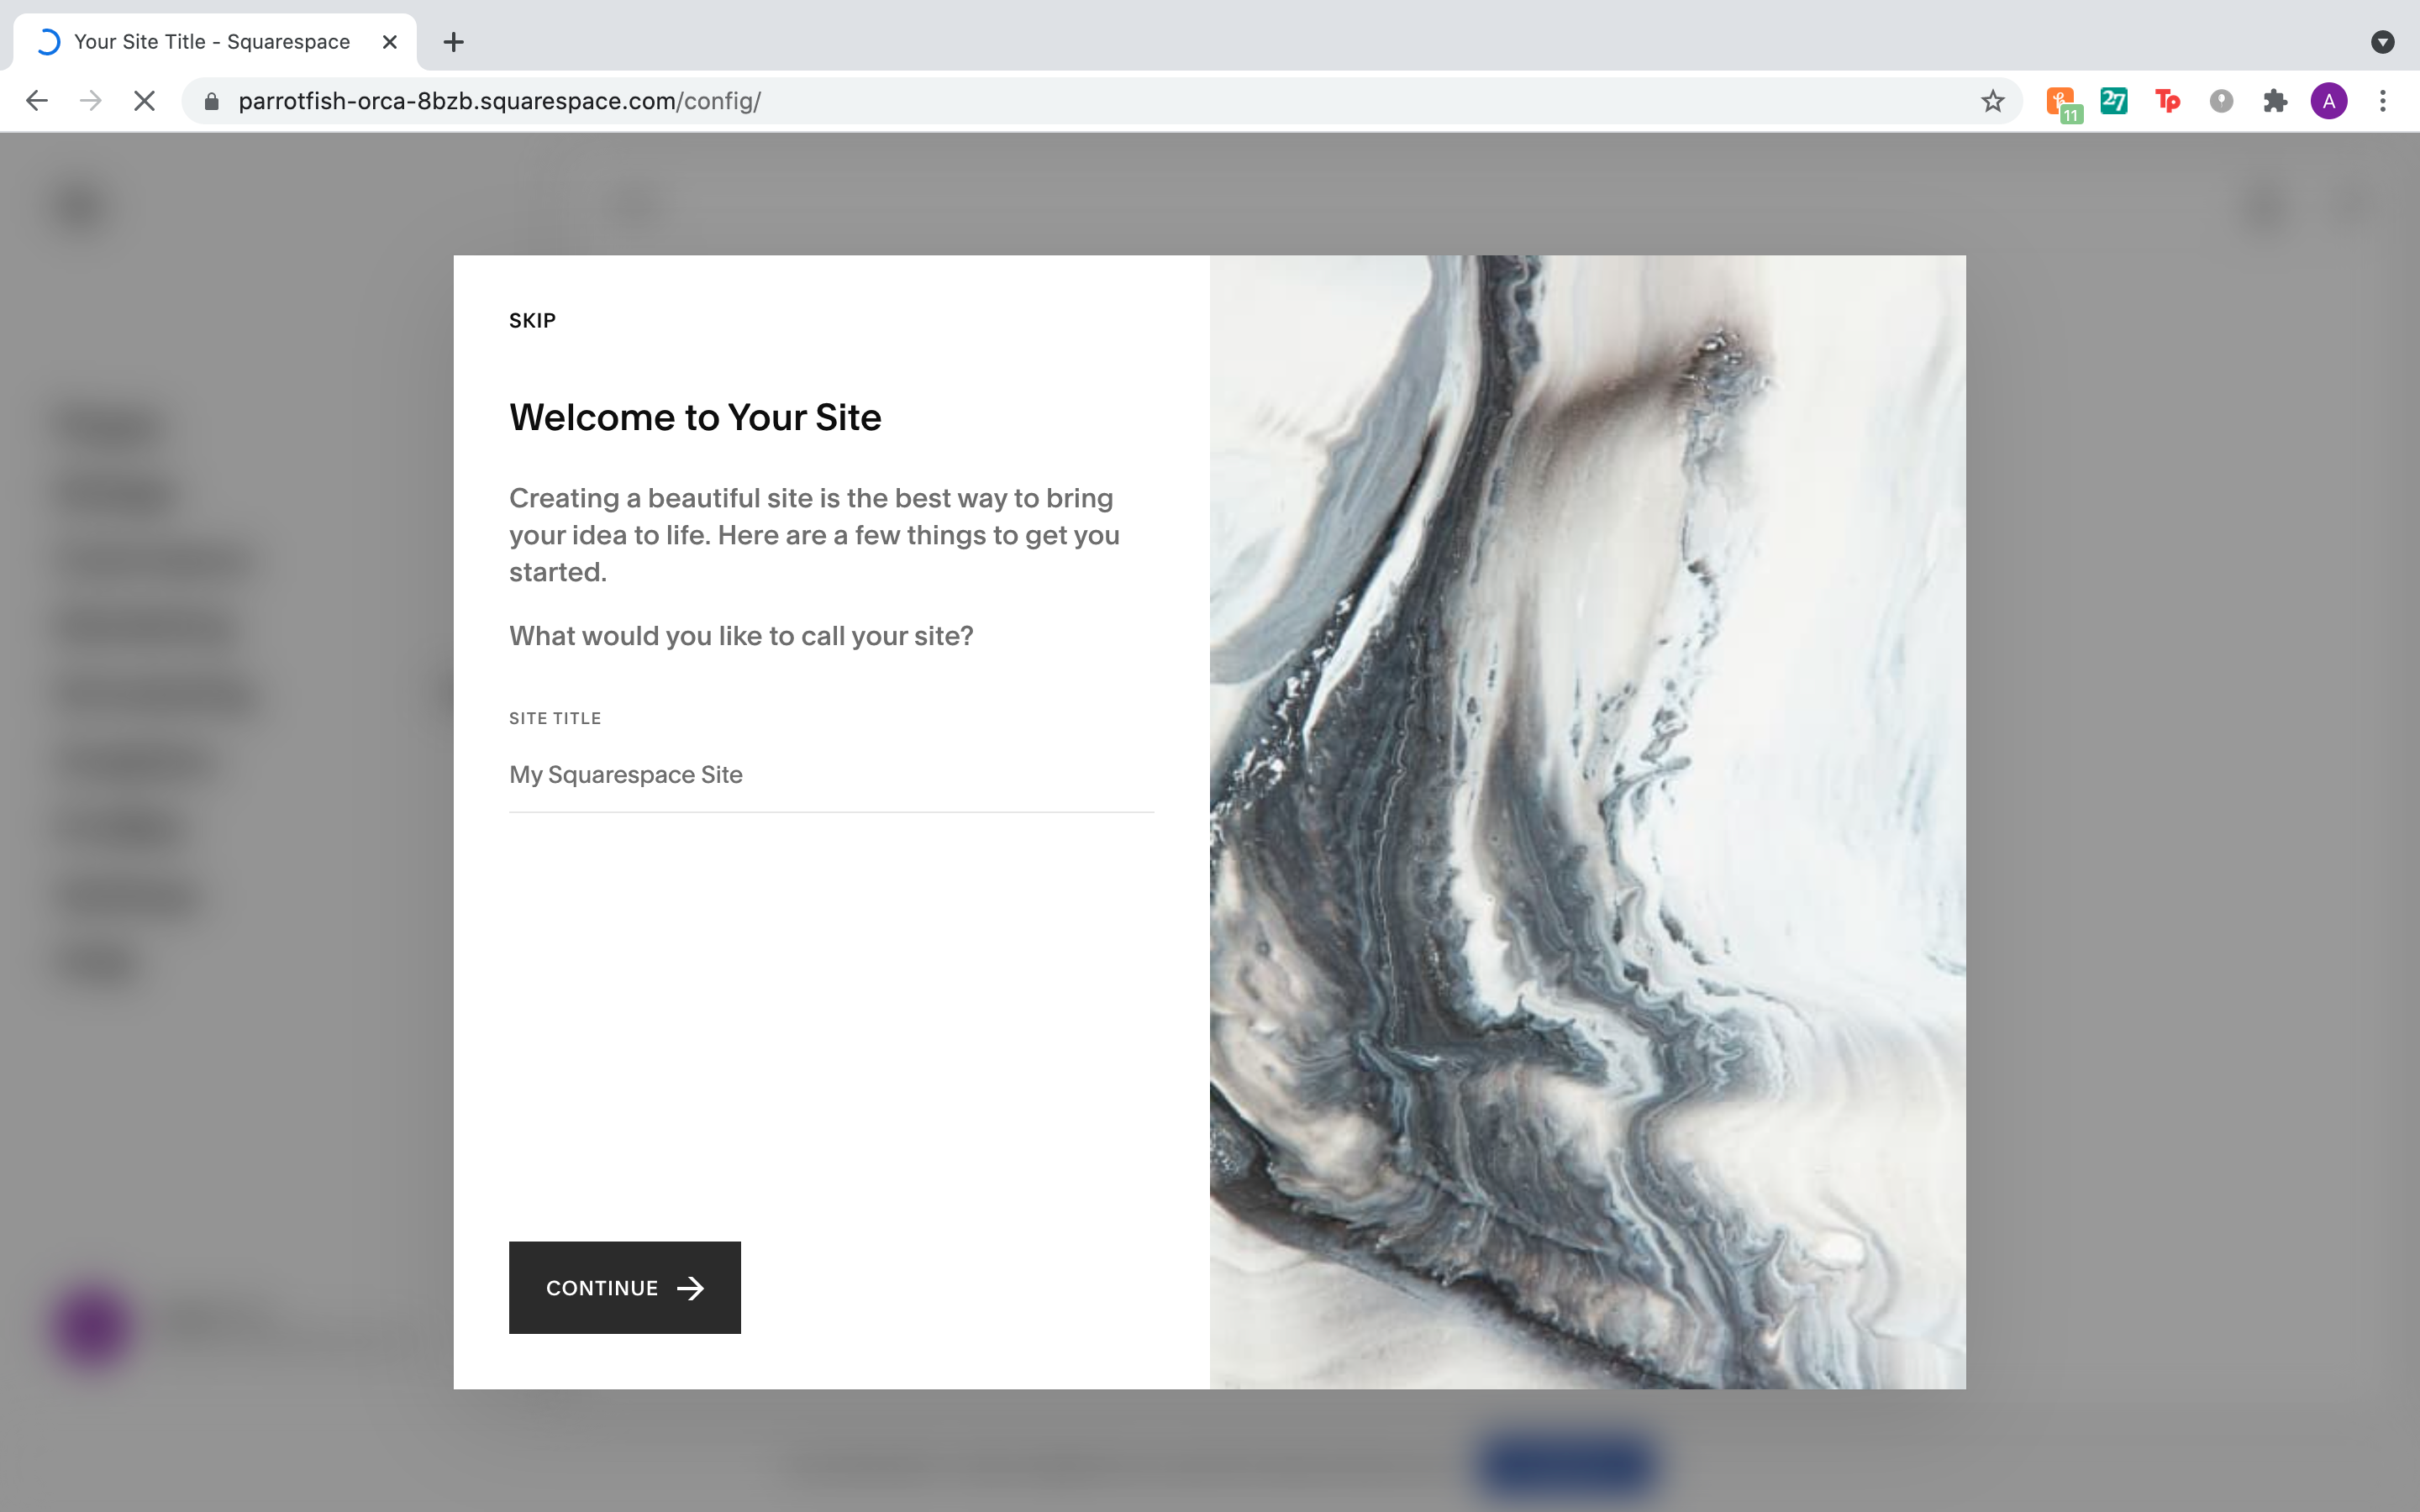 Your Site Title - Squarespace
parrotfish-orca-8bzb.squarespace.com/config/
11
27
Tp
A
SKIP
Welcome to Your Site
Creating a beautiful site is the best way to bring
your idea to life. Here are a few things to get you
started.
What would you like to call your site?
SITE TITLE
My Squarespace Site
CONTINUE